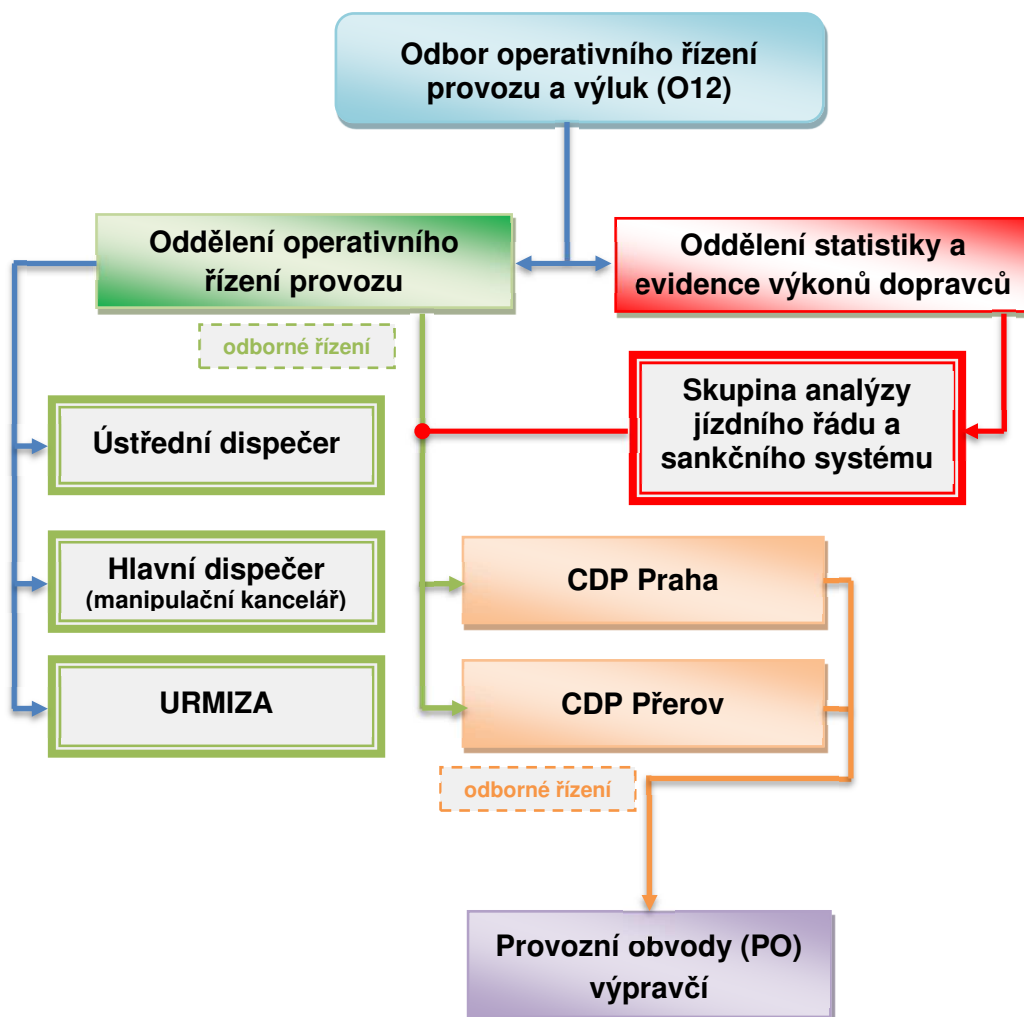 Odbor operativního řízení
provozu a výluk (O12)
Oddělení operativního
řízení provozu
Oddělení statistiky a
evidence výkonů dopravců
odborné řízení
Skupina analýzy
jízdního řádu a
sankčního systému
Ústřední dispečer
Hlavní dispečer
(manipulační kancelář)
CDP Praha
URMIZA
CDP Přerov
odborné řízení
Provozní obvody (PO)
výpravčí